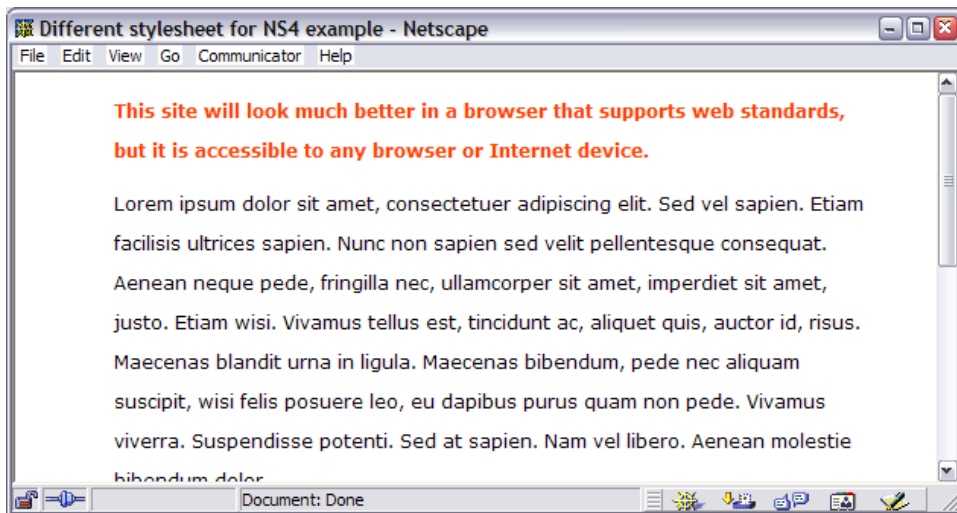 Different stylesheet for NS4 example - Netscape
File Edit View Go Communicator Help
This site will look much better in a browser that supports web standards,
but it is accessible to any browser or Internet device.
Lorem ipsum dolor sit amet, consectetuer adipiscing elit. Sed vel sapien. Etiam
facilisis ultrices sapien. Nunc non sapien sed velit pellentesque consequat.
Aenean neque pede, fringilla nec, ullamcorper sit amet, imperdiet sit amet,
justo. Etiam wisi. Vivamus tellus est, tincidunt ac, aliquet quis, auctor id, risus.
Maecenas blandit urna in ligula. Maecenas bibendum, pede nec aliquam
suscipit, wisi felis posuere leo, eu dapibus purus quam non pede. Vivamus
viverra. Suspendisse potenti. Sed at sapien. Nam vel libero. Aenean molestie
bibendum dolor
Document: Done